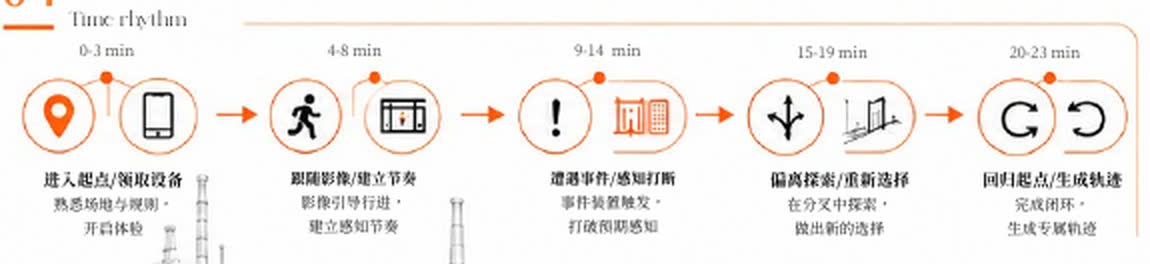 Time rhythm
0-3 min
4-8 min
9-14 min
15-19 min
20-23 min
进入起点/领取设备
跟随影像/建立节奏
遭遇事件/感知打断
偏离探索/重新选择
回归起点/生成轨迹
熟悉场地与规则，
影像引导行进，
事件装置触发，
在分叉中探索，
完成闭环，
开启体验
建立感知节奏
打破预期感知
做出新的选择
生成专属轨迹